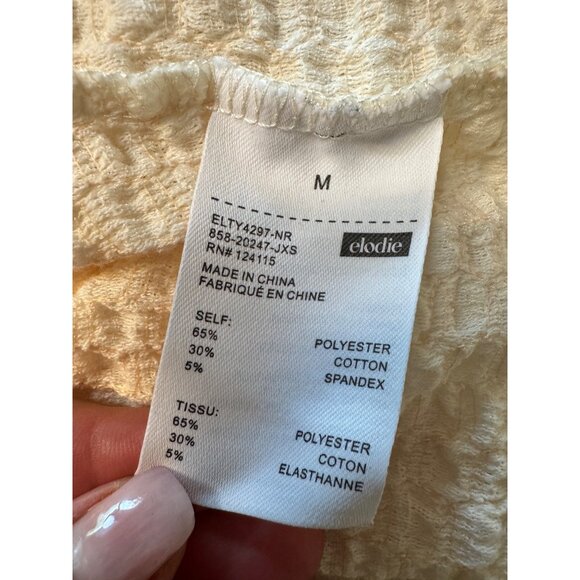 M
ELTY4297-NR
858-20247-JXS
RN# 124115
elodie
MADE IN CHINA
FABRIQUÉ EN CHINE
SELF:
65% POLYESTER
30% COTTON
5% SPANDEX
TISSU:
65% POLYESTER
30% COTON
5% ELASTHANNE